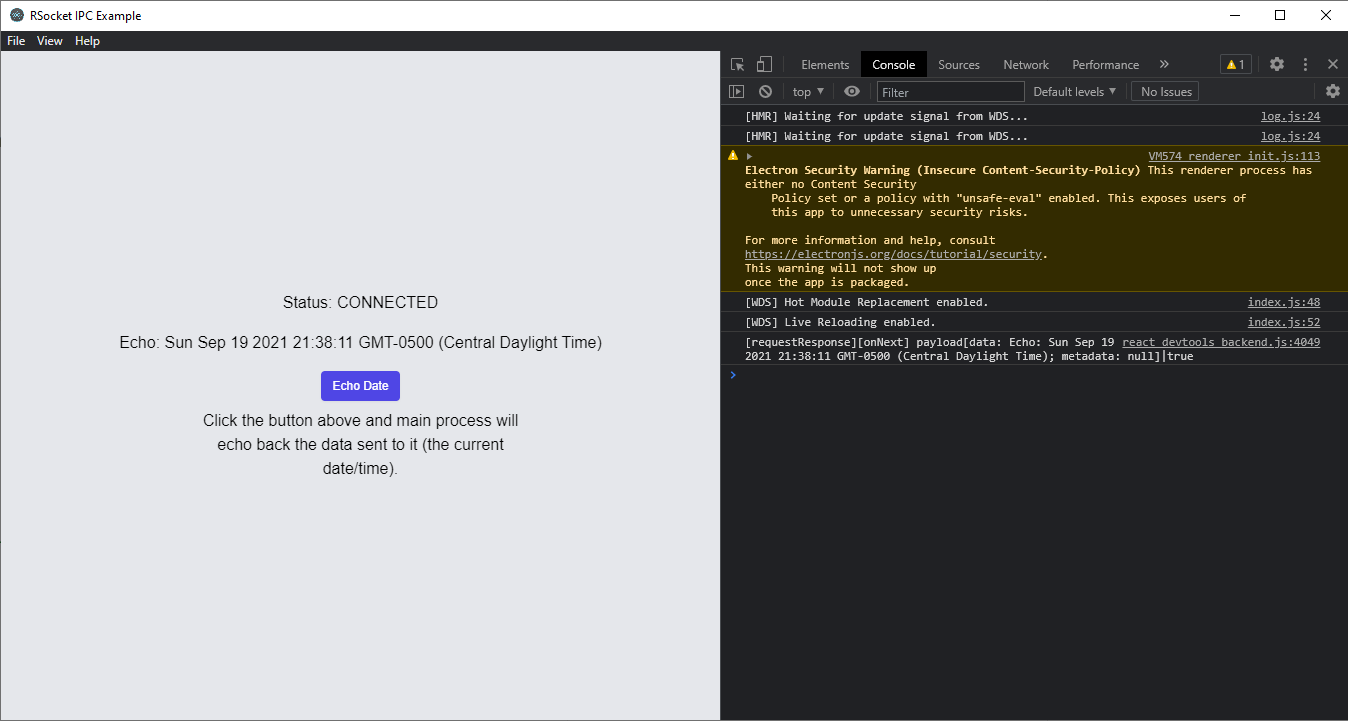 RSocket IPC Example
File View Help
Status: CONNECTED
Echo: Sun Sep 19 2021 21:38:11 GMT-0500 (Central Daylight Time)
Echo Date
Click the button above and main process will
echo back the data sent to it (the current
date/time).
Elements Console Sources Network Performance » 1
top Filter Default levels No Issues
[HMR] Waiting for update signal from WDS... log.js:24
[HMR] Waiting for update signal from WDS... log.js:24
VM574 renderer_init.js:113
Electron Security Warning (Insecure Content-Security-Policy) This renderer process has
either no Content Security
Policy set or a policy with "unsafe-eval" enabled. This exposes users of
this app to unnecessary security risks.
For more information and help, consult
https://electronjs.org/docs/tutorial/security.
This warning will not show up
once the app is packaged.
[WDS] Hot Module Replacement enabled. index.js:48
[WDS] Live Reloading enabled. index.js:52
[requestResponse][onNext] payload[data: Echo: Sun Sep 19 react_devtools_backend.js:4049
2021 21:38:11 GMT-0500 (Central Daylight Time); metadata: null]|true